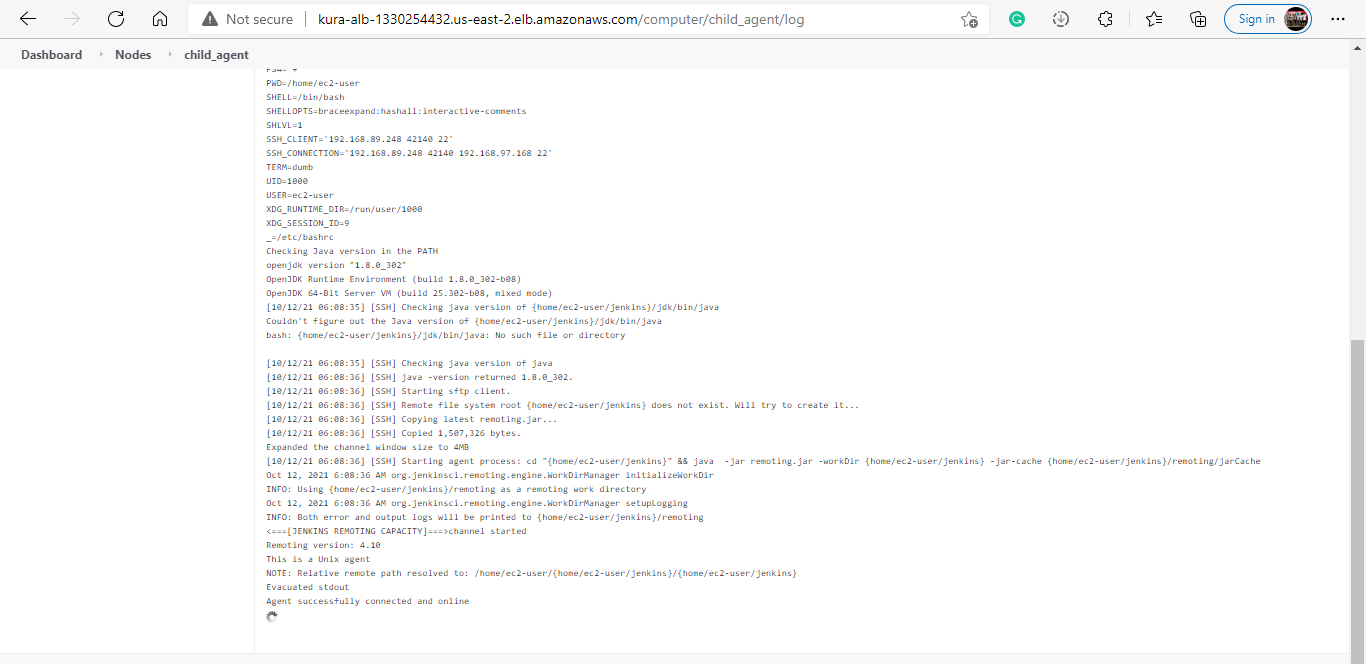 Not secure
kura-alb-1330254432.us-east-2.elb.amazonaws.com/computer/child_agent/log
Sign in
Dashboard
Nodes
child_agent
PS4='+
PWD=/home/ec2-user
SHELL=/bin/bash
SHELLOPTS=braceexpand:hashall:interactive-comments
SHLVL=1
SSH_CLIENT='192.168.89.248 42140 22'
SSH_CONNECTION='192.168.89.248 42140 192.168.97.168 22'
TERM=dumb
UID=1000
USER=ec2-user
XDG_RUNTIME_DIR=/run/user/1000
XDG_SESSION_ID=9
_=/etc/bashrc
Checking Java version in the PATH
openjdk version "1.8.0_302"
OpenJDK Runtime Environment (build 1.8.0_302-b08)
OpenJDK 64-Bit Server VM (build 25.302-b08, mixed mode)
[10/12/21 06:08:35] [SSH] Checking java version of {home/ec2-user/jenkins}/jdk/bin/java
Couldn't figure out the Java version of {home/ec2-user/jenkins}/jdk/bin/java
bash: {home/ec2-user/jenkins}/jdk/bin/java: No such file or directory
[10/12/21 06:08:35] [SSH] Checking java version of java
[10/12/21 06:08:36] [SSH] java -version returned 1.8.0_302.
[10/12/21 06:08:36] [SSH] Starting sftp client.
[10/12/21 06:08:36] [SSH] Remote file system root {home/ec2-user/jenkins} does not exist. Will try to create it...
[10/12/21 06:08:36] [SSH] Copying latest remoting.jar...
[10/12/21 06:08:36] [SSH] Copied 1,507,326 bytes.
Expanded the channel window size to 4MB
[10/12/21 06:08:36] [SSH] Starting agent process: cd "{home/ec2-user/jenkins}" && java  -jar remoting.jar -workDir {home/ec2-user/jenkins} -jar-cache {home/ec2-user/jenkins}/remoting/jarCache
Oct 12, 2021 6:08:36 AM org.jenkinsci.remoting.engine.WorkDirManager initializeWorkDir
INFO: Using {home/ec2-user/jenkins}/remoting as a remoting work directory
Oct 12, 2021 6:08:36 AM org.jenkinsci.remoting.engine.WorkDirManager setupLogging
INFO: Both error and output logs will be printed to {home/ec2-user/jenkins}/remoting
<===[JENKINS REMOTING CAPACITY]===>channel started
Remoting version: 4.10
This is a Unix agent
NOTE: Relative remote path resolved to: /home/ec2-user/{home/ec2-user/jenkins}/{home/ec2-user/jenkins}
Evacuated stdout
Agent successfully connected and online